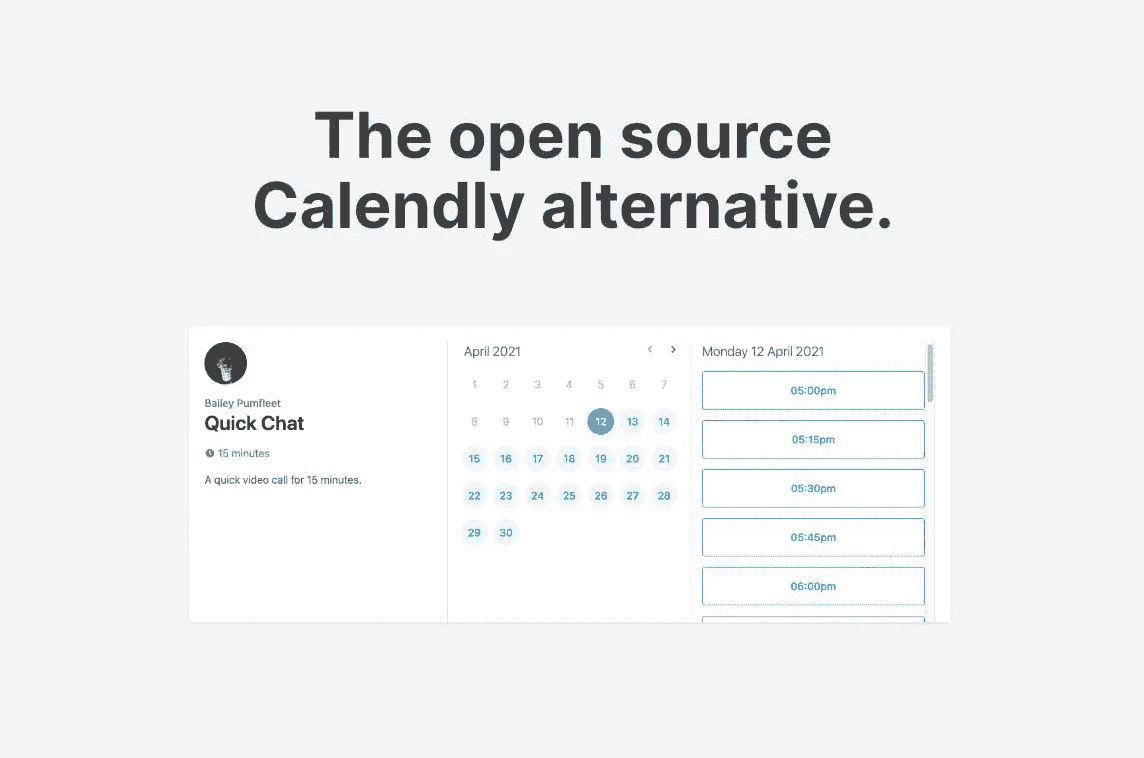 The open source
Calendly alternative.
Bailey Pumfleet
Quick Chat
15 minutes
A quick video call for 15 minutes.
April 2021
1 2 3 4 5 6 7
8 9 10 11 12 13 14
15 16 17 18 19 20 21
22 23 24 25 26 27 28
29 30
Monday 12 April 2021
05:00pm
05:15pm
05:30pm
05:45pm
06:00pm